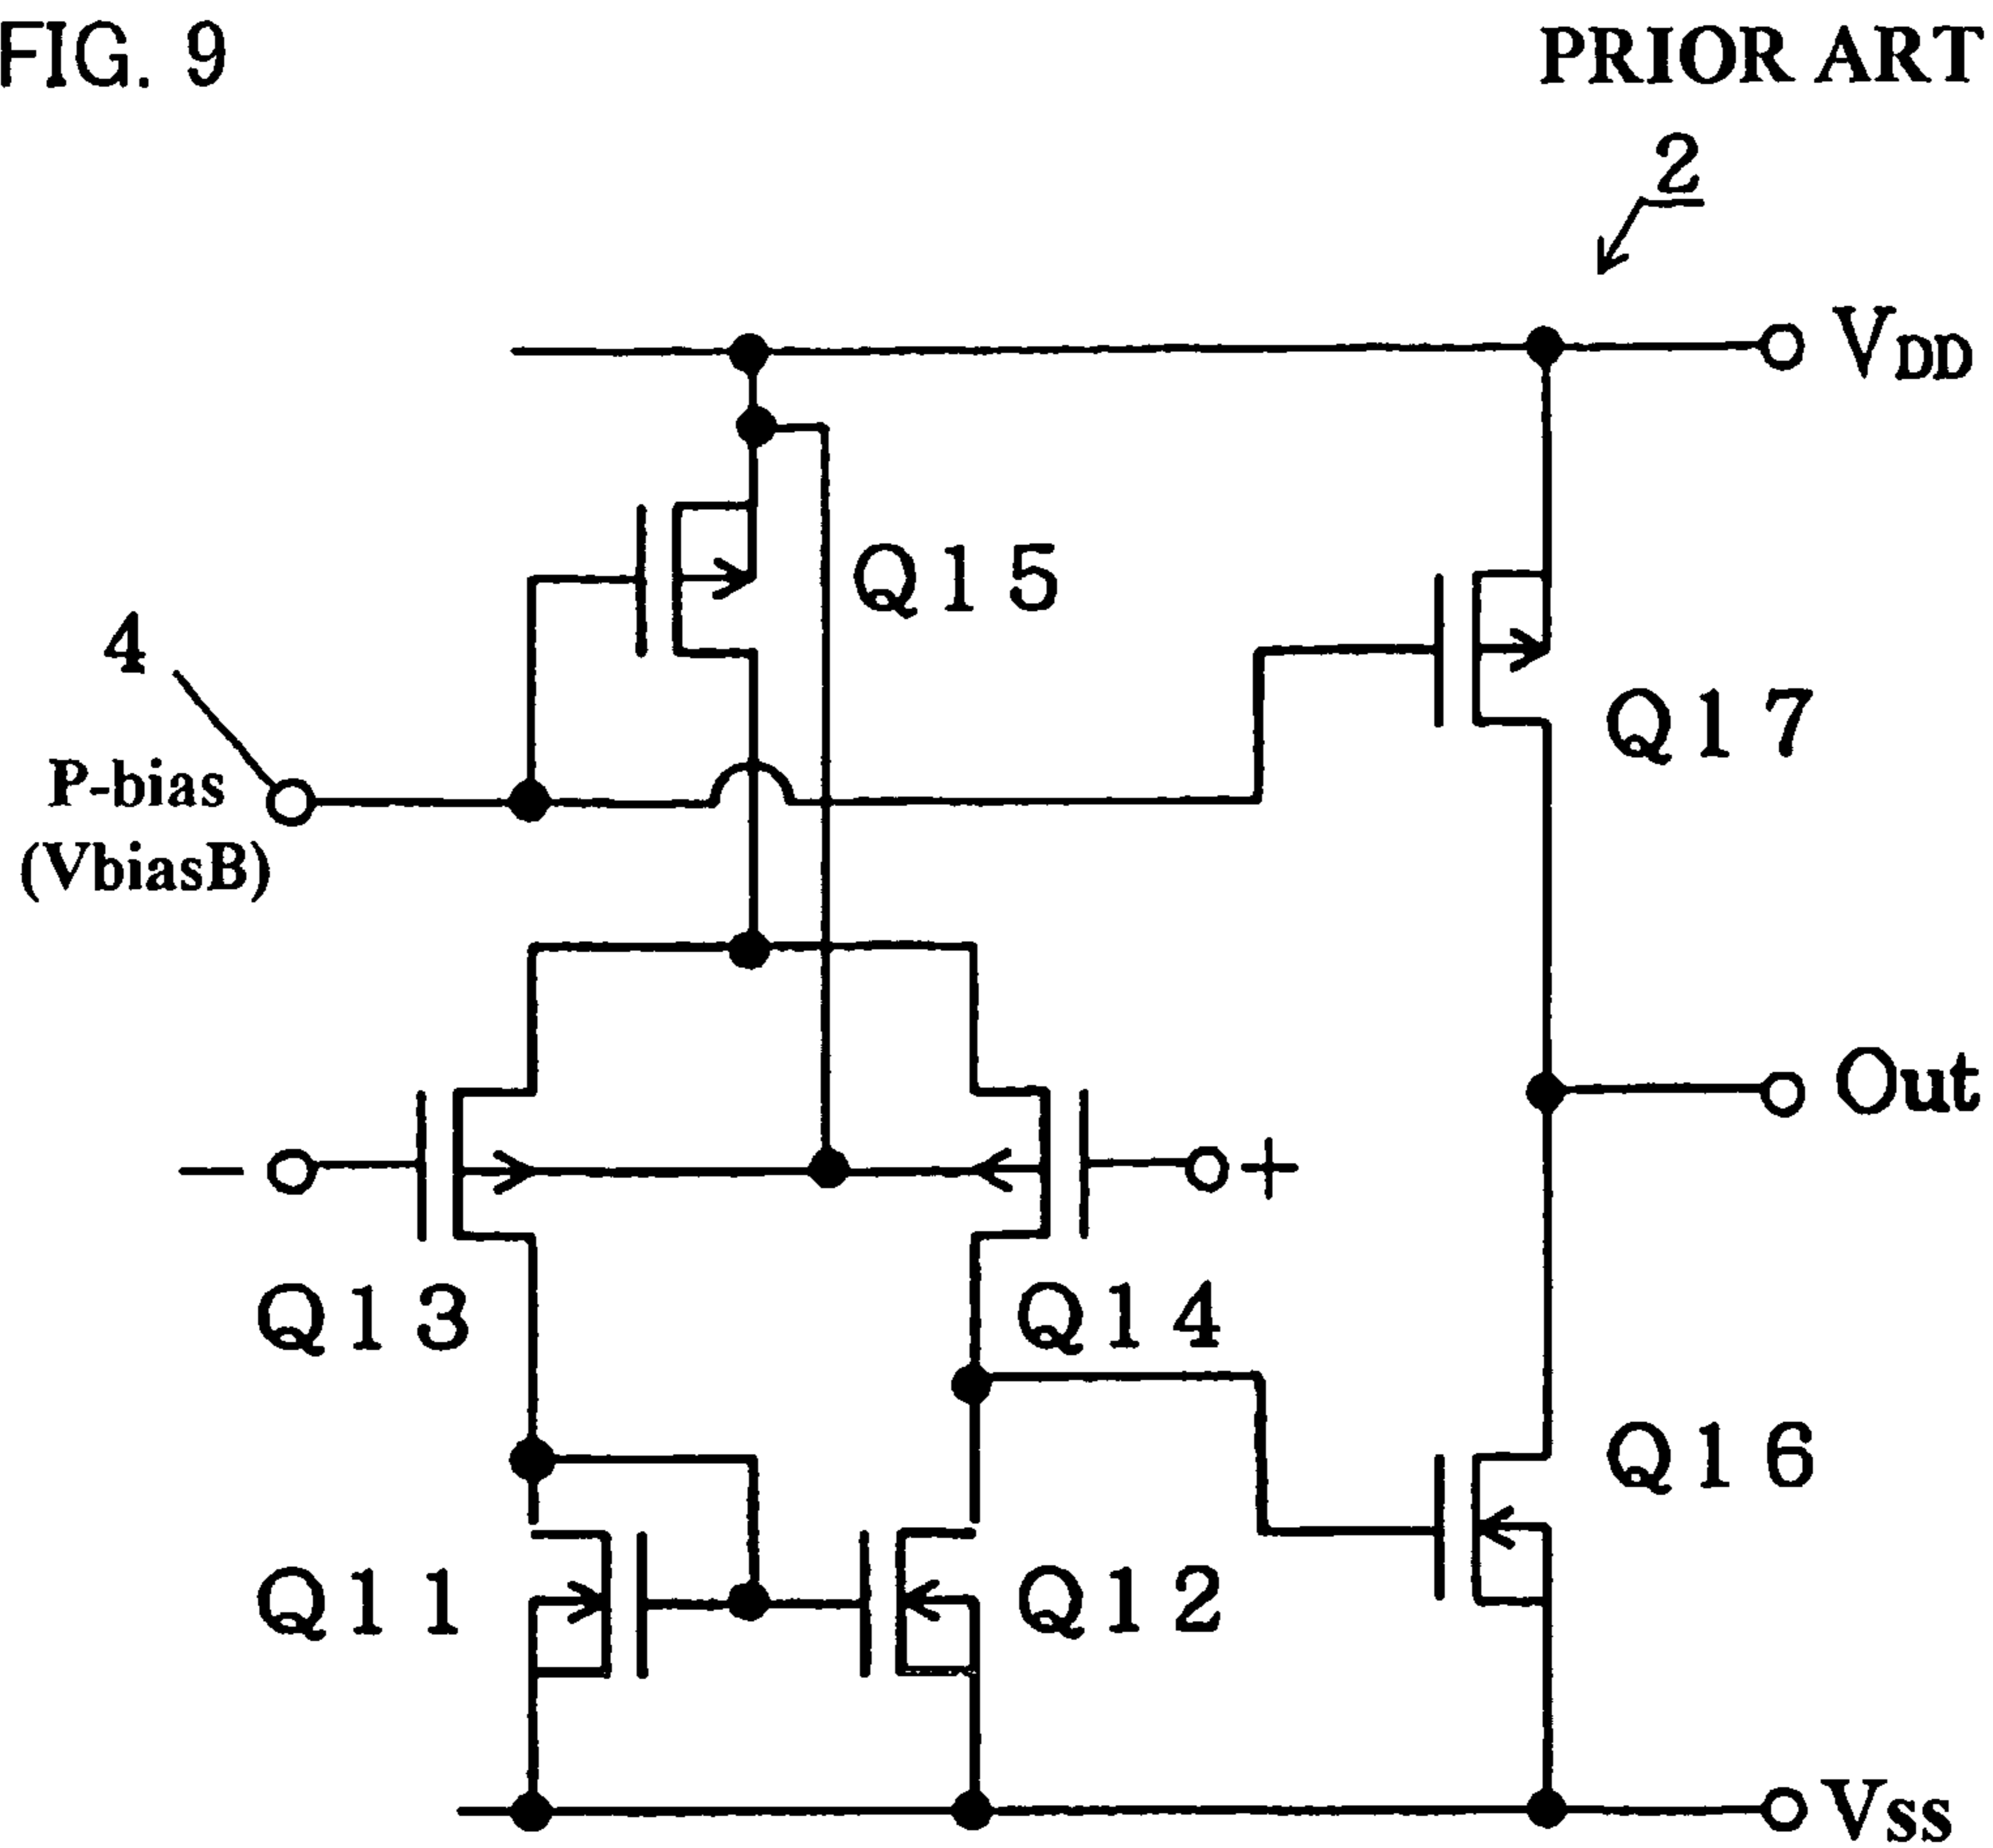 FIG. 9
PRIOR ART
2
VDD
Q15
4
Q17
P-bias
(VbiasB)
Out
− +
Q13
Q14
Q16
Q11
Q12
Vss